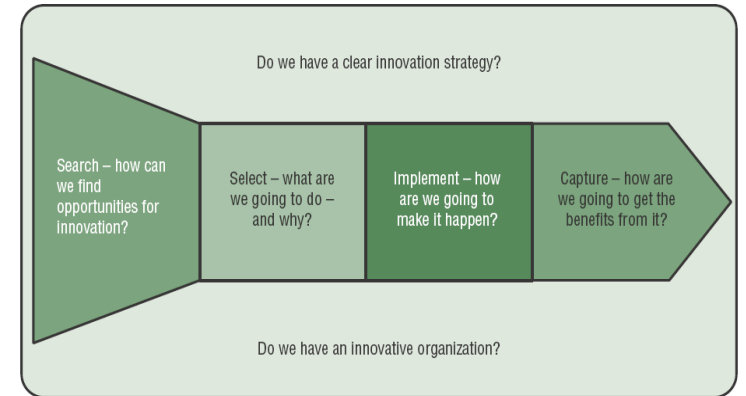 Do we have a clear innovation strategy?
Search – how can
we find
opportunities for
innovation?
Select – what are
we going to do –
and why?
Implement – how
are we going to
make it happen?
Capture – how are
we going to get the
benefits from it?
Do we have an innovative organization?